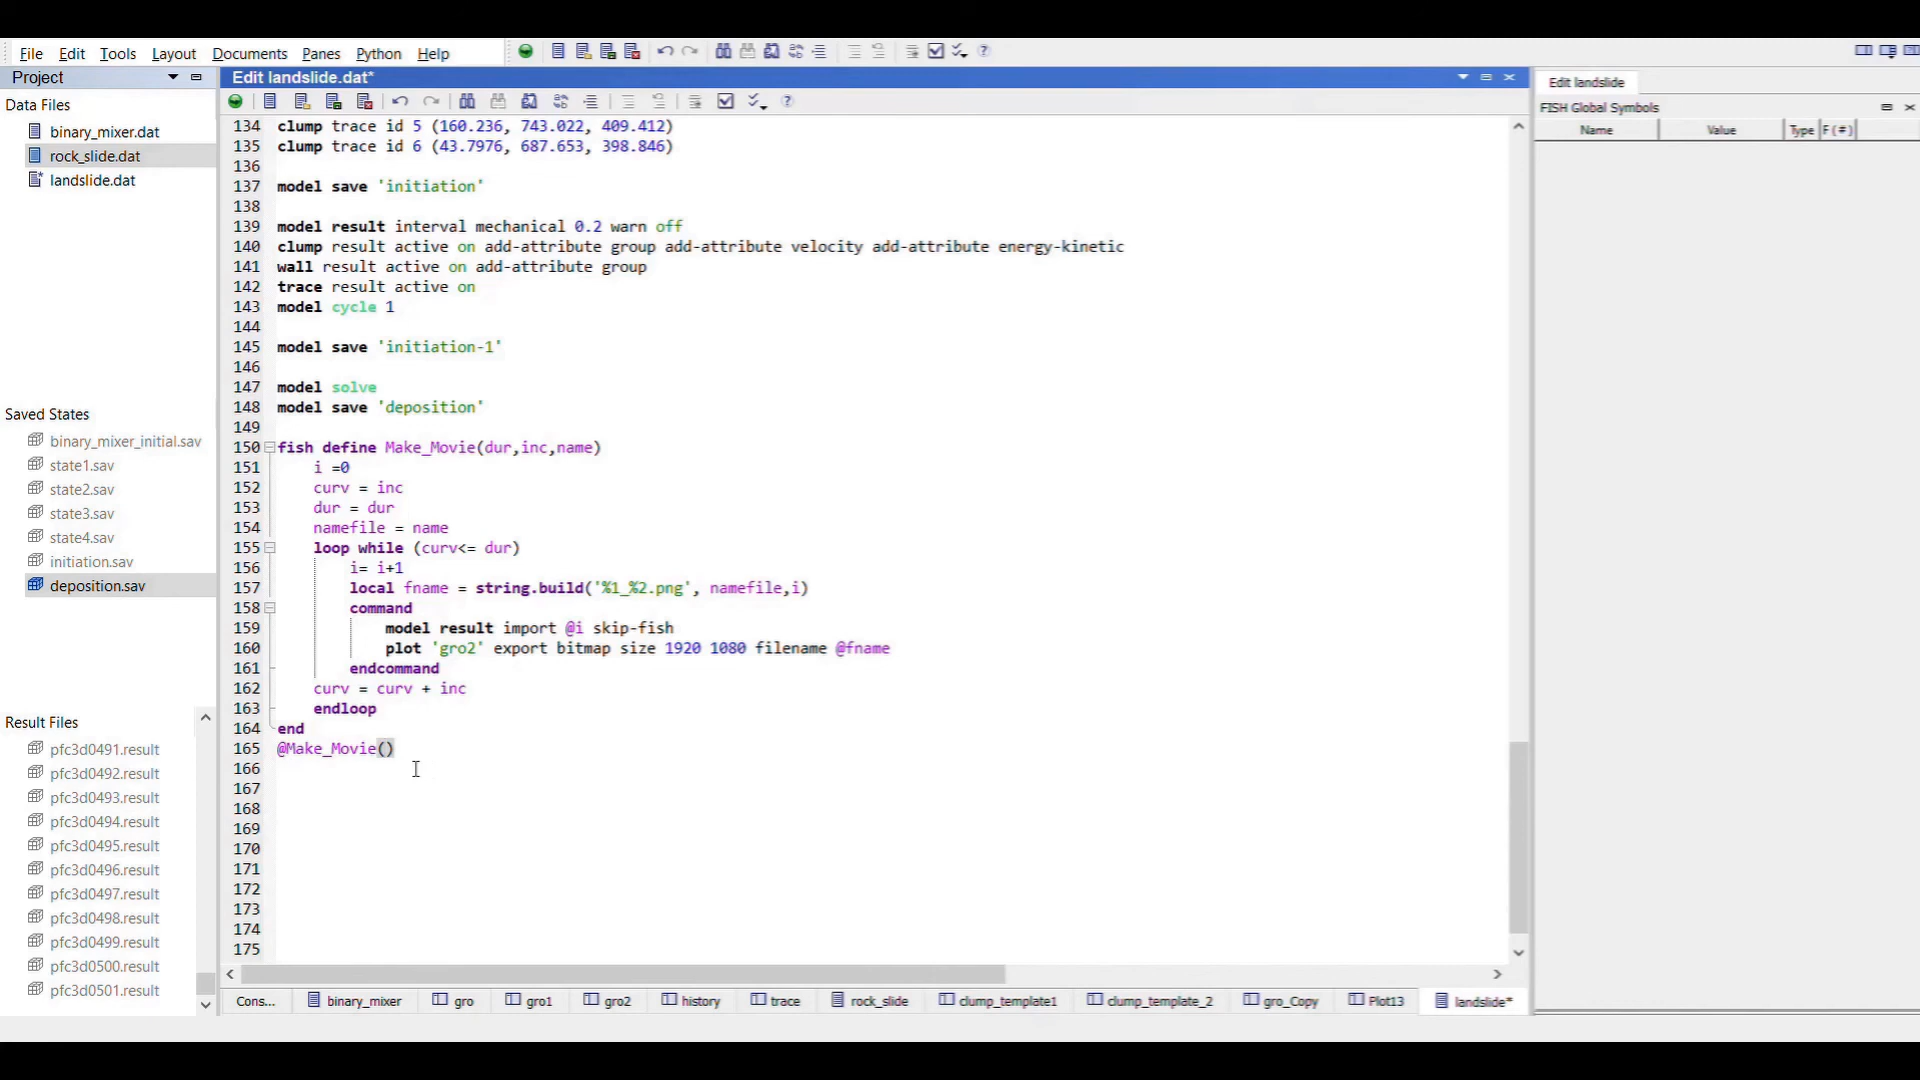 File Edit Tools Layout Documents Panes Python Help
Project
Data Files
binary_mixer.dat
rock_slide.dat
landslide.dat
Saved States
binary_mixer_initial.sav
state1.sav
state2.sav
state3.sav
state4.sav
initiation.sav
deposition.sav
Result Files
pfc3d0491.result
pfc3d0492.result
pfc3d0493.result
pfc3d0494.result
pfc3d0495.result
pfc3d0496.result
pfc3d0497.result
pfc3d0498.result
pfc3d0499.result
pfc3d0500.result
pfc3d0501.result
Edit landslide.dat*
134 clump trace id 5 (160.236, 743.022, 409.412)
135 clump trace id 6 (43.7976, 687.653, 398.846)
136
137 model save 'initiation'
138
139 model result interval mechanical 0.2 warn off
140 clump result active on add-attribute group add-attribute velocity add-attribute energy-kinetic
141 wall result active on add-attribute group
142 trace result active on
143 model cycle 1
144
145 model save 'initiation-1'
146
147 model solve
148 model save 'deposition'
149
150 fish define Make_Movie(dur,inc,name)
151 i =0
152 curv = inc
153 dur = dur
154 namefile = name
155 loop while (curv<= dur)
156 i= i+1
157 local fname = string.build('%1_%2.png', namefile,i)
158 command
159 model result import @i skip-fish
160 plot 'gro2' export bitmap size 1920 1080 filename @fname
161 endcommand
162 curv = curv + inc
163 endloop
164 end
165 @Make_Movie()
166
167
168
169
170
171
172
173
174
175
Cons... binary_mixer gro gro1 gro2 history trace rock_slide clump_template1 clump_template_2 gro_Copy Plot13 landslide*
Edit landslide
FISH Global Symbols
Name Value Type F(#)